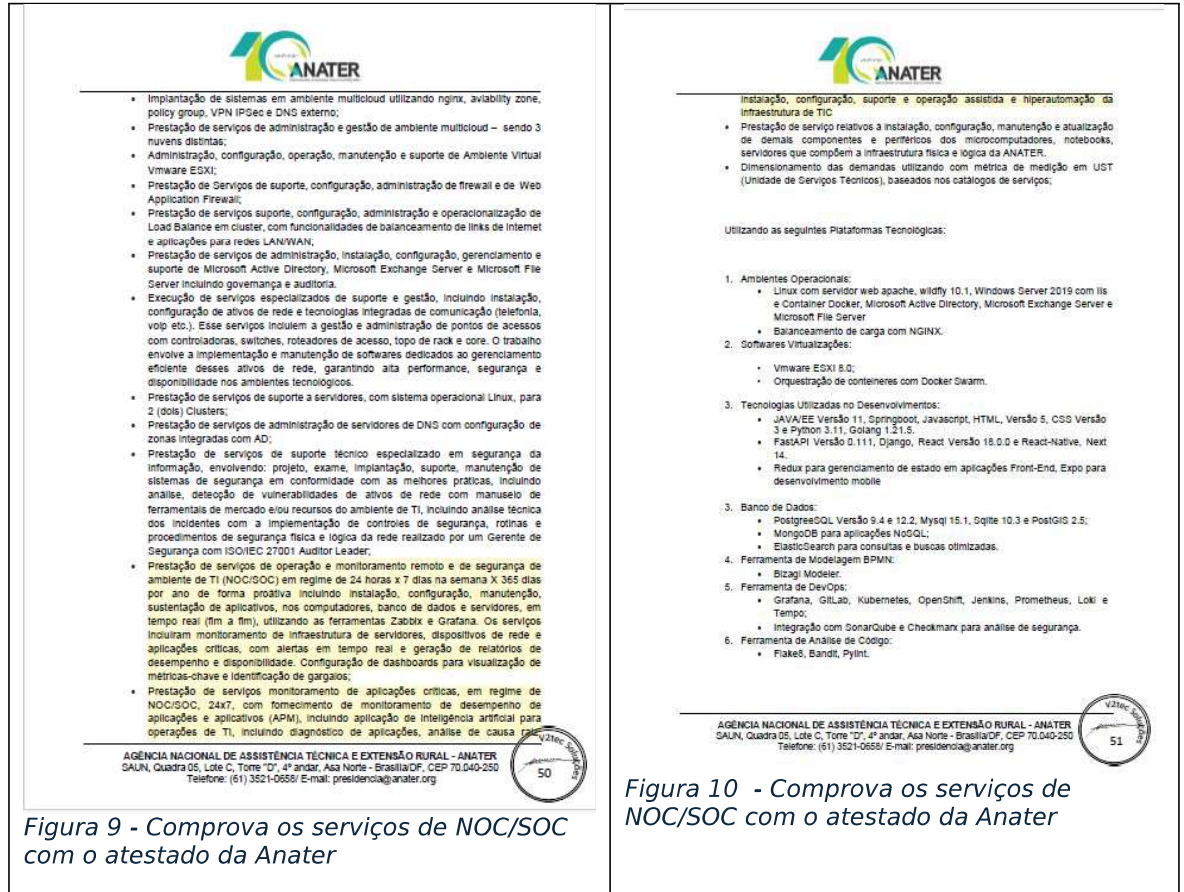 ANATER
• Implantação de sistemas em ambiente multicloud utilizando nginx, aviability zone,
policy group, VPN IPSec e DNS externo;
• Prestação de serviços de administração e gestão de ambiente multicloud – sendo 3
nuvens distintas;
• Administração, configuração, operação, manutenção e suporte de Ambiente Virtual
Vmware ESXI;
• Prestação de Serviços de suporte, configuração, administração de firewall e de Web
Application Firewall;
• Prestação de serviços suporte, configuração, administração e operacionalização de
Load Balance em cluster, com funcionalidades de balanceamento de links de internet
e aplicações para redes LAN/WAN;
• Prestação de serviços de administração, instalação, configuração, gerenciamento e
suporte de Microsoft Active Directory, Microsoft Exchange Server e Microsoft File
Server incluindo governança e auditoria.
• Execução de serviços especializados de suporte e gestão, incluindo instalação,
configuração de ativos de rede e tecnologias integradas de comunicação (telefonia,
voip etc.). Esse serviços incluem a gestão e administração de pontos de acessos
com controladoras, switches, roteadores de acesso, topo de rack e core. O trabalho
envolve a implementação e manutenção de softwares dedicados ao gerenciamento
eficiente desses ativos de rede, garantindo alta performance, segurança e
disponibilidade nos ambientes tecnológicos.
• Prestação de serviços de suporte a servidores, com sistema operacional Linux, para
2 (dois) Clusters;
• Prestação de serviços de administração de servidores de DNS com configuração de
zonas integradas com AD;
• Prestação de serviços de suporte técnico especializado em segurança da
informação, envolvendo: projeto, exame, implantação, suporte, manutenção de
sistemas de segurança em conformidade com as melhores práticas, incluindo
análise, detecção de vulnerabilidades de ativos de rede com manuseio de
ferramentais de mercado e/ou recursos do ambiente de TI, incluindo análise técnica
dos incidentes com a implementação de controles de segurança, rotinas e
procedimentos de segurança física e lógica da rede realizado por um Gerente de
Segurança com ISO/IEC 27001 Auditor Leader;
• Prestação de serviços de operação e monitoramento remoto e de segurança de
ambiente de TI (NOC/SOC) em regime de 24 horas x 7 dias na semana X 365 dias
por ano de forma proativa incluindo instalação, configuração, manutenção,
sustentação de aplicativos, nos computadores, banco de dados e servidores, em
tempo real (fim a fim), utilizando as ferramentas Zabbix e Grafana. Os serviços
incluíram monitoramento de infraestrutura de servidores, dispositivos de rede e
aplicações críticas, com alertas em tempo real e geração de relatórios de
desempenho e disponibilidade. Configuração de dashboards para visualização de
métricas-chave e identificação de gargalos;
• Prestação de serviços monitoramento de aplicações críticas, em regime de
NOC/SOC, 24x7, com fornecimento de monitoramento de desempenho de
aplicações e aplicativos (APM), incluindo aplicação de inteligência artificial para
operações de TI, incluindo diagnóstico de aplicações, análise de causa raiz,
AGÊNCIA NACIONAL DE ASSISTÊNCIA TÉCNICA E EXTENSÃO RURAL - ANATER
SAUN, Quadra 05, Lote C, Torre "D", 4º andar, Asa Norte - Brasília/DF, CEP 70.040-250
Telefone: (61) 3521-0658/ E-mail: presidencia@anater.org
V2tec Soluções
50
Figura 9 - Comprova os serviços de NOC/SOC
com o atestado da Anater
ANATER
instalação, configuração, suporte e operação assistida e hiperautomação da
infraestrutura de TIC
• Prestação de serviço relativos à instalação, configuração, manutenção e atualização
de demais componentes e periféricos dos microcomputadores, notebooks,
servidores que compõem a infraestrutura física e lógica da ANATER.
• Dimensionamento das demandas utilizando com métrica de medição em UST
(Unidade de Serviços Técnicos), baseados nos catálogos de serviços;
Utilizando as seguintes Plataformas Tecnológicas:
1. Ambientes Operacionais:
• Linux com servidor web apache, wildfly 10.1, Windows Server 2019 com iis
e Container Docker, Microsoft Active Directory, Microsoft Exchange Server e
Microsoft File Server
• Balanceamento de carga com NGINX.
2. Softwares Virtualizações:
• Vmware ESXI 8.0;
• Orquestração de conteineres com Docker Swarm.
3. Tecnologias Utilizadas no Desenvolvimentos:
• JAVA/EE Versão 11, Springboot, Javascript, HTML, Versão 5, CSS Versão
3 e Python 3.11, Golang 1.21.5.
• FastAPI Versão 0.111, Django, React Versão 18.0.0 e React-Native, Next
14.
• Redux para gerenciamento de estado em aplicações Front-End, Expo para
desenvolvimento mobile
3. Banco de Dados:
• PostgreeSQL Versão 9.4 e 12.2, Mysql 15.1, Sqlite 10.3 e PostGIS 2.5;
• MongoDB para aplicações NoSQL;
• ElasticSearch para consultas e buscas otimizadas.
4. Ferramenta de Modelagem BPMN:
• Bizagi Modeler.
5. Ferramenta de DevOps:
• Grafana, GitLab, Kubernetes, OpenShift, Jenkins, Prometheus, Loki e
Tempo;
• Integração com SonarQube e Checkmarx para análise de segurança.
6. Ferramenta de Análise de Código:
• Flake8, Bandit, Pylint.
AGÊNCIA NACIONAL DE ASSISTÊNCIA TÉCNICA E EXTENSÃO RURAL - ANATER
SAUN, Quadra 05, Lote C, Torre "D", 4º andar, Asa Norte - Brasília/DF, CEP 70.040-250
Telefone: (61) 3521-0658/ E-mail: presidencia@anater.org
V2tec Soluções
51
Figura 10 - Comprova os serviços de
NOC/SOC com o atestado da Anater